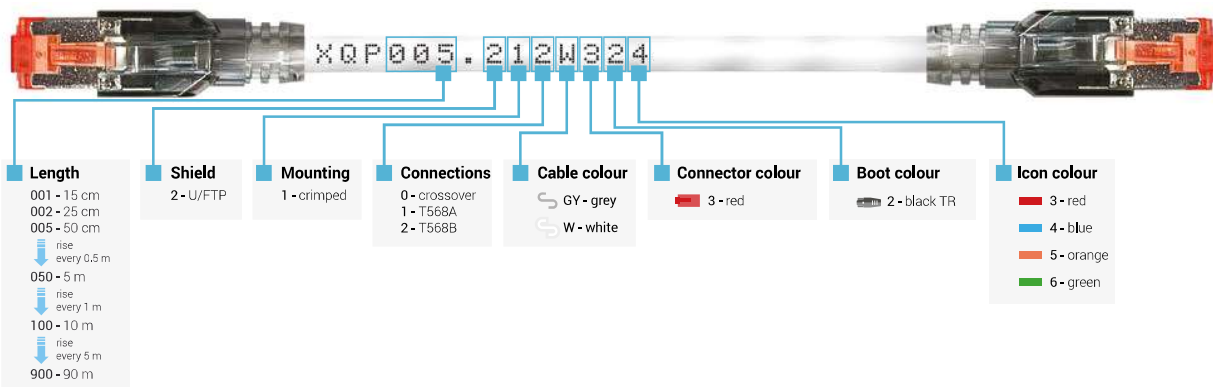 XQP005.212W324
Length
001 - 15 cm
002 - 25 cm
005 - 50 cm
rise
every 0.5 m
050 - 5 m
rise
every 1 m
100 - 10 m
rise
every 5 m
900 - 90 m
Shield
2 - U/FTP
Mounting
1 - crimped
Connections
0 - crossover
1 - T568A
2 - T568B
Cable colour
GY - grey
W - white
Connector colour
3 - red
Boot colour
2 - black TR
Icon colour
3 - red
4 - blue
5 - orange
6 - green